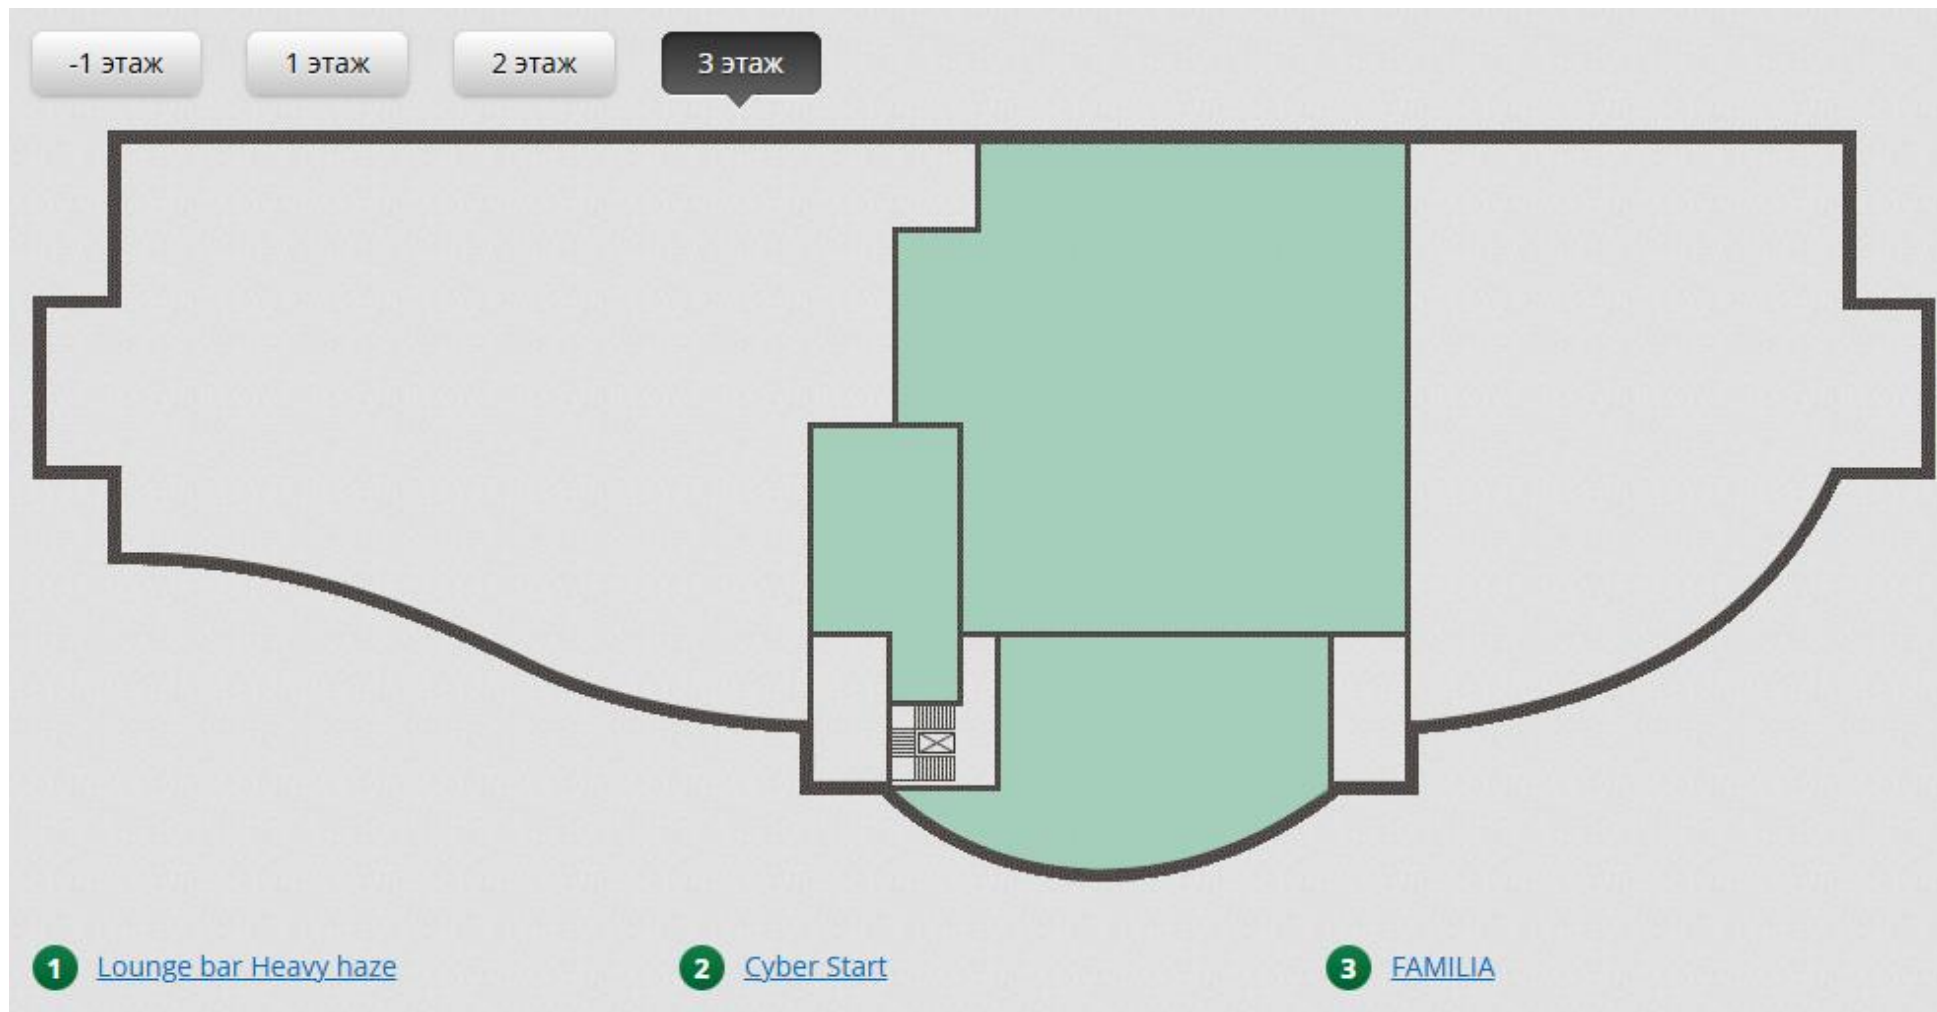 -1 этаж 1 этаж 2 этаж 3 этаж
1 Lounge bar Heavy haze 2 Cyber Start 3 FAMILIA